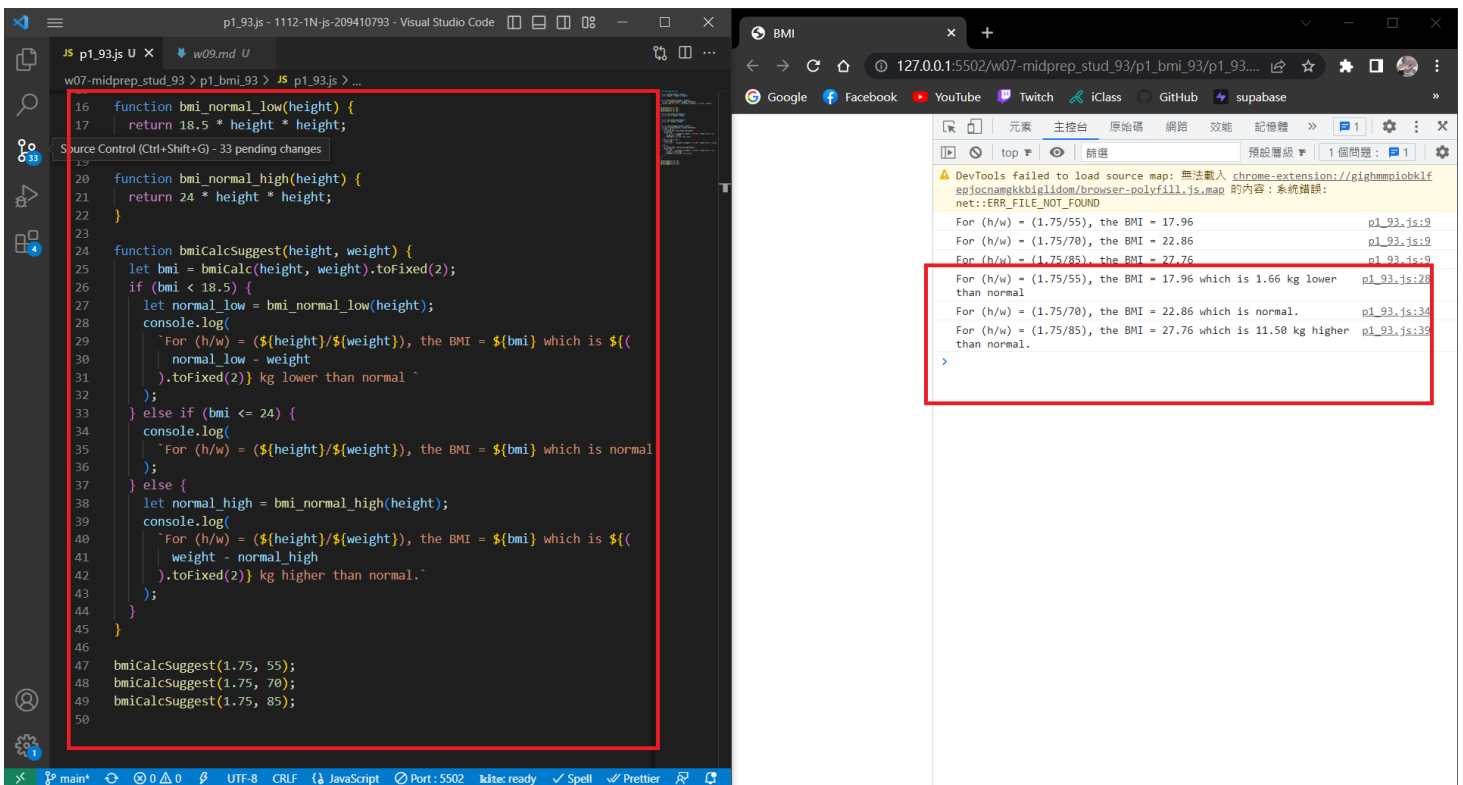 p1_93.js - 1112-1N-js-209410793 - Visual Studio Code
JS p1_93.js U
w09.md U
w07-midprep_stud_93 > p1_bmi_93 > JS p1_93.js > ...
16 function bmi_normal_low(height) {
17 return 18.5 * height * height;
Source Control (Ctrl+Shift+G) - 33 pending changes
19
20 function bmi_normal_high(height) {
21 return 24 * height * height;
22 }
23
24 function bmiCalcSuggest(height, weight) {
25 let bmi = bmiCalc(height, weight).toFixed(2);
26 if (bmi < 18.5) {
27 let normal_low = bmi_normal_low(height);
28 console.log(
29 `For (h/w) = (${height}/${weight}), the BMI = ${bmi} which is ${(
30 normal_low - weight
31 ).toFixed(2)} kg lower than normal `
32 );
33 } else if (bmi <= 24) {
34 console.log(
35 `For (h/w) = (${height}/${weight}), the BMI = ${bmi} which is normal
36 );
37 } else {
38 let normal_high = bmi_normal_high(height);
39 console.log(
40 `For (h/w) = (${height}/${weight}), the BMI = ${bmi} which is ${(
41 weight - normal_high
42 ).toFixed(2)} kg higher than normal.`
43 );
44 }
45 }
46
47 bmiCalcSuggest(1.75, 55);
48 bmiCalcSuggest(1.75, 70);
49 bmiCalcSuggest(1.75, 85);
50
33
4
1
main* 0 0 UTF-8 CRLF {} JavaScript Port : 5502 kite: ready Spell Prettier
BMI
127.0.0.1:5502/w07-midprep_stud_93/p1_bmi_93/p1_93....
Google Facebook YouTube Twitch iClass GitHub supabase »
元素 主控台 原始碼 網路 效能 記憶體 » 1
top 篩選 預設層級 1 個問題： 1
DevTools failed to load source map: 無法載入 chrome-extension://gighmmpiobklf
epjocnamgkkbiglidom/browser-polyfill.js.map 的內容：系統錯誤:
net::ERR_FILE_NOT_FOUND
For (h/w) = (1.75/55), the BMI = 17.96 p1_93.js:9
For (h/w) = (1.75/70), the BMI = 22.86 p1_93.js:9
For (h/w) = (1.75/85), the BMI = 27.76 p1_93.js:9
For (h/w) = (1.75/55), the BMI = 17.96 which is 1.66 kg lower p1_93.js:28
than normal
For (h/w) = (1.75/70), the BMI = 22.86 which is normal. p1_93.js:34
For (h/w) = (1.75/85), the BMI = 27.76 which is 11.50 kg higher p1_93.js:39
than normal.